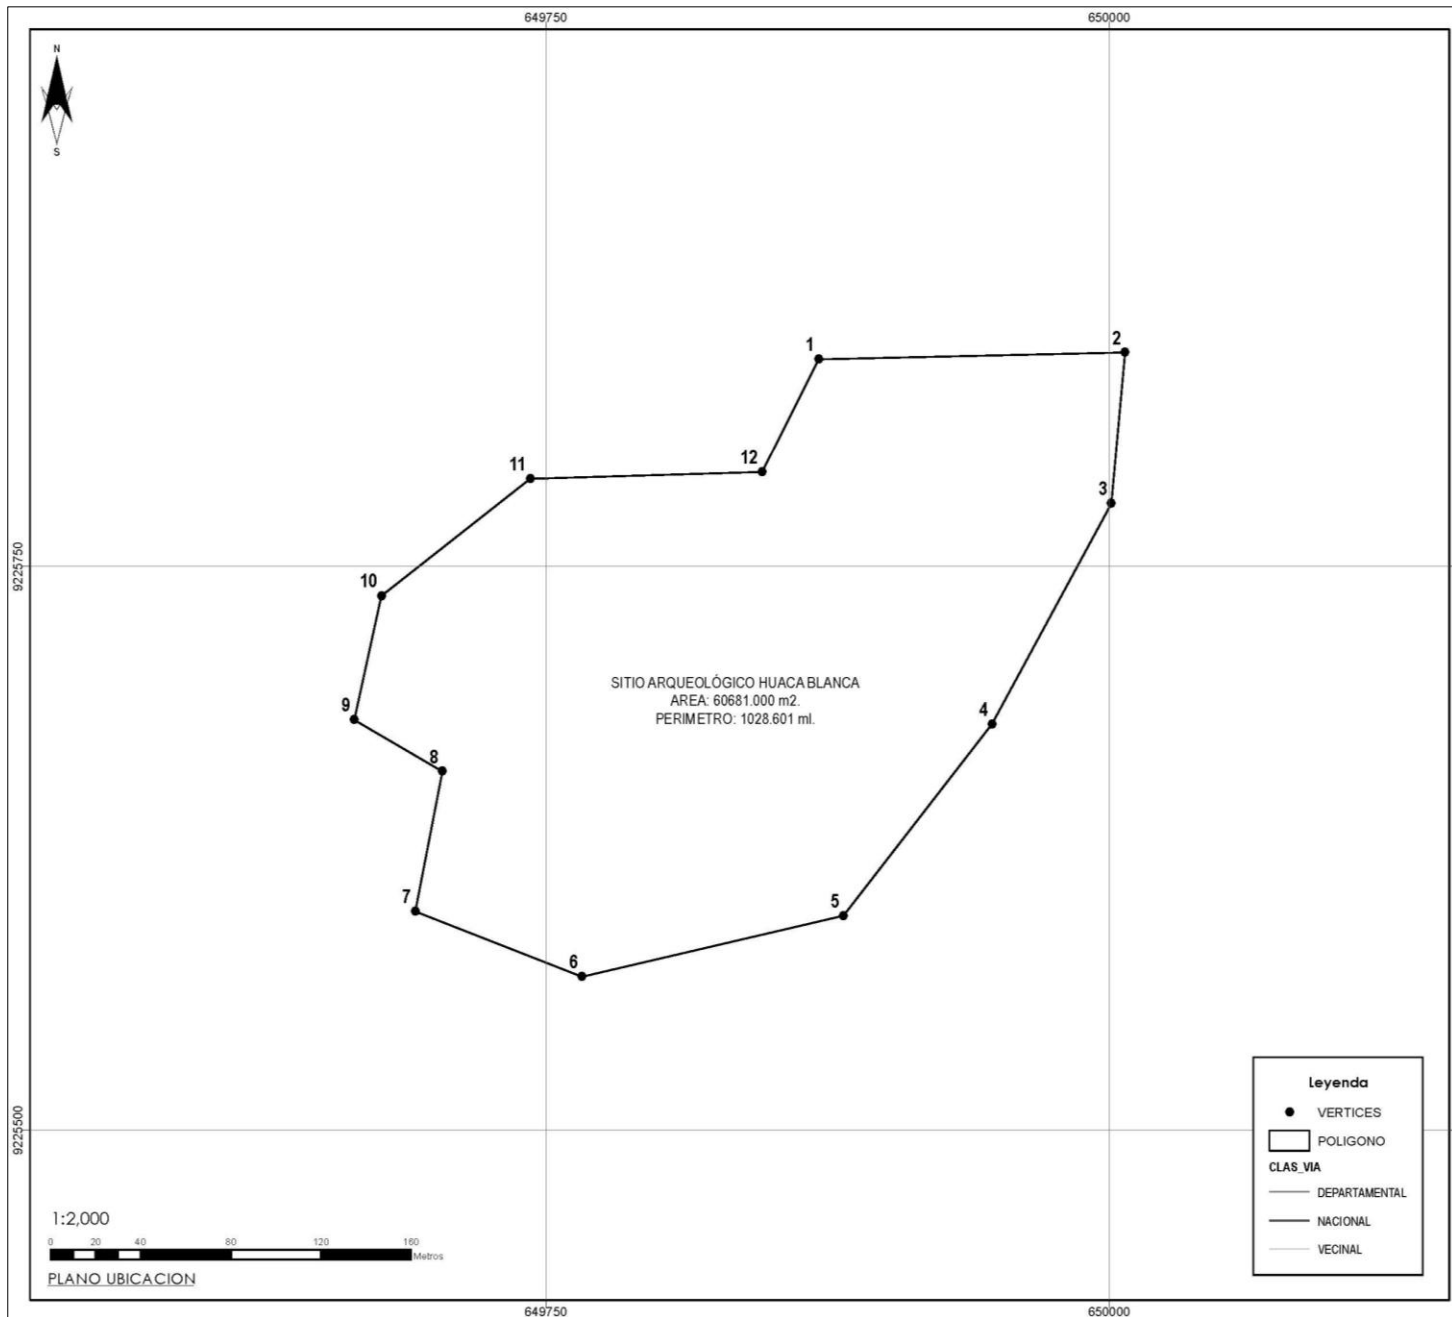 649750
650000
N
S
1
2
12
11
3
9225750
10
SITIO ARQUEOLÓGICO HUACA BLANCA
AREA: 60681.000 m2.
PERIMETRO: 1028.601 ml.
9
4
8
7
5
6
9225500
Leyenda
VERTICES
POLIGONO
CLAS_VIA
DEPARTAMENTAL
NACIONAL
VECINAL
1:2,000
0 20 40 80 120 160
Metros
PLANO UBICACION
649750
650000